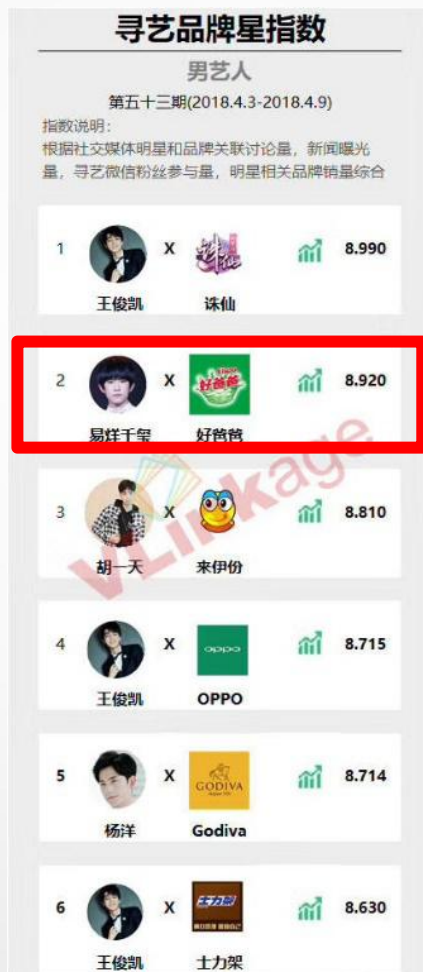 寻艺品牌星指数
男艺人
第五十三期(2018.4.3-2018.4.9)
指数说明:
根据社交媒体明星和品牌关联讨论量，新闻曝光
量，寻艺微信粉丝参与量，明星相关品牌销量综合
1 X 诛仙 8.990
王俊凯 诛仙
2 X 好爸爸 8.920
易烊千玺 好爸爸
VLinkage
3 X 8.810
胡一天 来伊份
4 X oppo 8.715
王俊凯 OPPO
5 X GODIVA 8.714
杨洋 Godiva
6 X 士力架 8.630
王俊凯 士力架